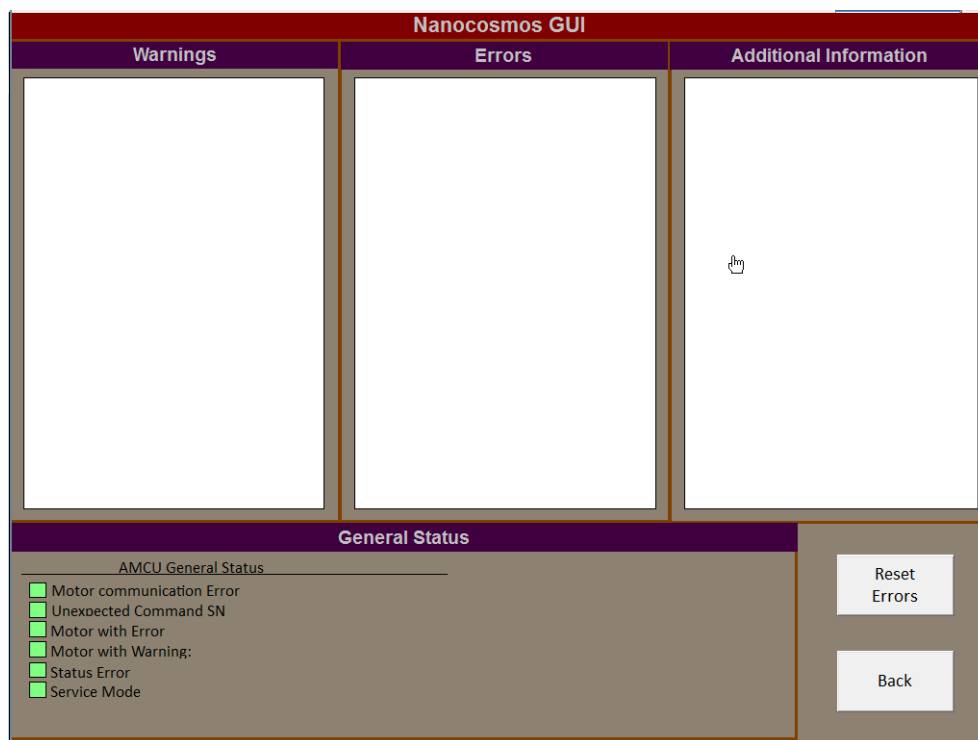 Nanocosmos GUI
Warnings
Errors
Additional Information
General Status
AMCU General Status
Motor communication Error
Unexpected Command SN
Motor with Error
Motor with Warning:
Status Error
Service Mode
Reset
Errors
Back